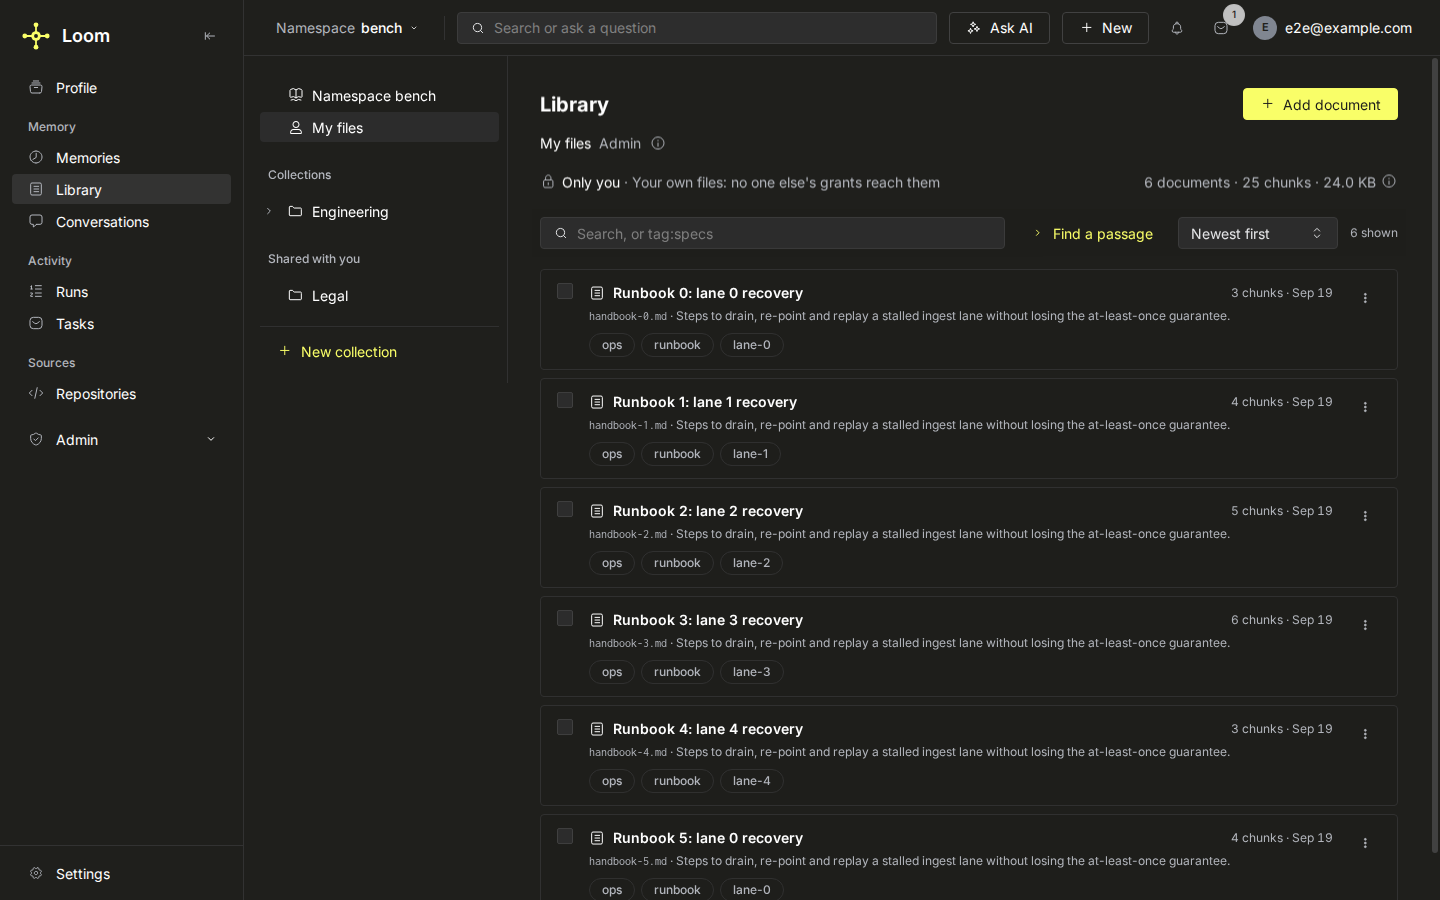 Loom
Profile
Memory
Memories
Library
Conversations
Activity
Runs
Tasks
Sources
Repositories
Admin
Settings
Namespace bench
Search or ask a question
Ask AI
New
1
E
e2e@example.com
Namespace bench
My files
Collections
Engineering
Shared with you
Legal
New collection
Library
Add document
My files Admin
Only you · Your own files: no one else's grants reach them
6 documents · 25 chunks · 24.0 KB
Search, or tag:specs
Find a passage
Newest first
6 shown
Runbook 0: lane 0 recovery
3 chunks · Sep 19
handbook-0.md · Steps to drain, re-point and replay a stalled ingest lane without losing the at-least-once guarantee.
ops runbook lane-0
Runbook 1: lane 1 recovery
4 chunks · Sep 19
handbook-1.md · Steps to drain, re-point and replay a stalled ingest lane without losing the at-least-once guarantee.
ops runbook lane-1
Runbook 2: lane 2 recovery
5 chunks · Sep 19
handbook-2.md · Steps to drain, re-point and replay a stalled ingest lane without losing the at-least-once guarantee.
ops runbook lane-2
Runbook 3: lane 3 recovery
6 chunks · Sep 19
handbook-3.md · Steps to drain, re-point and replay a stalled ingest lane without losing the at-least-once guarantee.
ops runbook lane-3
Runbook 4: lane 4 recovery
3 chunks · Sep 19
handbook-4.md · Steps to drain, re-point and replay a stalled ingest lane without losing the at-least-once guarantee.
ops runbook lane-4
Runbook 5: lane 0 recovery
4 chunks · Sep 19
handbook-5.md · Steps to drain, re-point and replay a stalled ingest lane without losing the at-least-once guarantee.
ops runbook lane-0